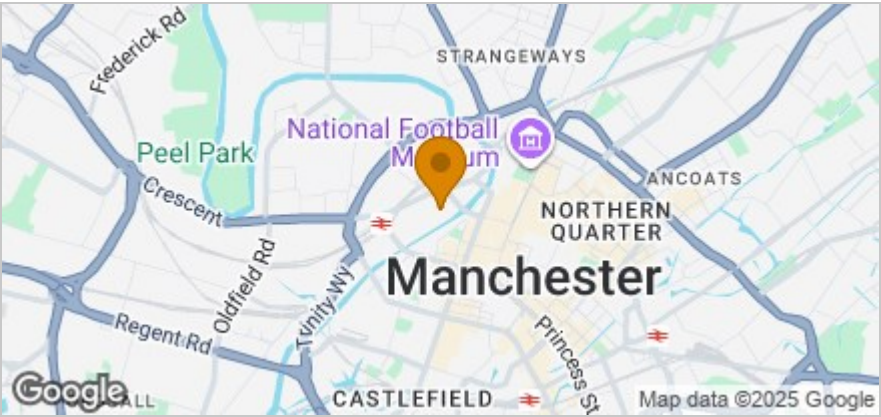 Frederick Rd
STRANGEWAYS
National Football
Peel Park
ANCOATS
Crescent
NORTHERN
QUARTER
Oldfield Rd
Manchester
Trinity Wy
Regent Rd
Princess St
Google
CASTLEFIELD
Map data ©2025 Google